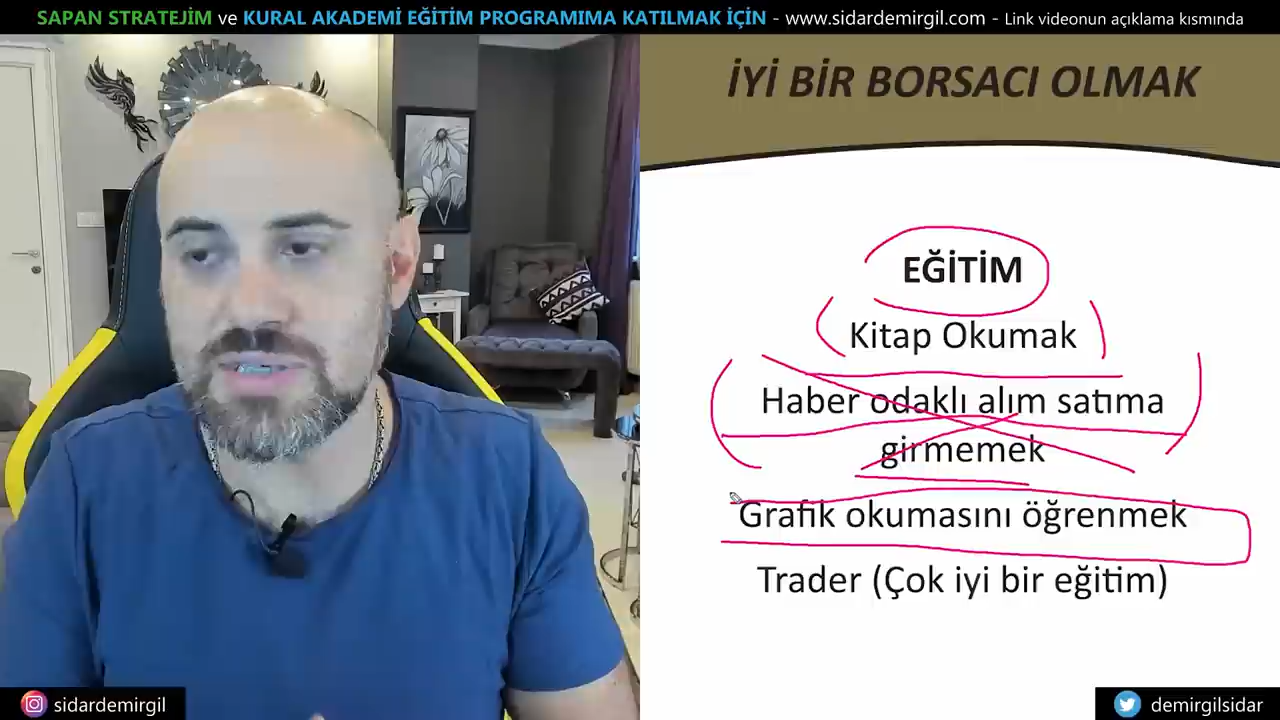 SAPAN STRATEJİM ve KURAL AKADEMİ EĞİTİM PROGRAMIMA KATILMAK İÇİN - www.sidardemirgil.com - Link videonun açıklama kısmında
İYİ BİR BORSACI OLMAK
EĞİTİM
Kitap Okumak
Haber odaklı alım satıma
girmemek
Grafik okumasını öğrenmek
Trader (Çok iyi bir eğitim)
sidardemirgil
demirgilsidar